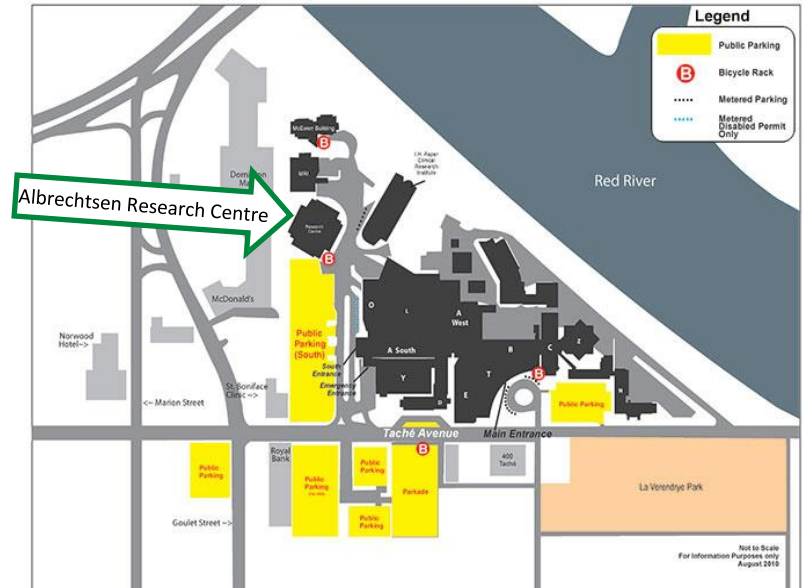 Legend
Public Parking
B
Bicycle Rack
Metered Parking
Metered
Disabled Permit
Only
McEwen Building
B
MRI
I.H. Asper
Clinical
Research
Institute
Red River
Albrechtsen Research Centre
Research
Centre
B
McDonald's
Norwood
Hotel->
Public
Parking
(South)
O
L
A
West
A South
South
Entrance
Emergency
Entrance
Y
D
E
T
B
C
Z
N
B
St. Boniface
Clinic ->
<- Marion Street
Public Parking
Taché Avenue
Main Entrance
B
Royal
Bank
Public
Parking
Public
Parking
Public
Parking
Parkade
Public
Parking
400
Taché
La Verendrye Park
Goulet Street ->
Not to Scale
For Information Purposes only
August 2010